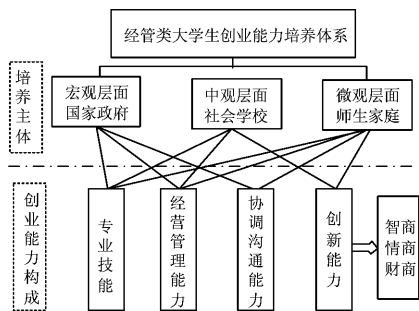 经管类大学生创业能力培养体系
培养主体
宏观层面
国家政府
中观层面
社会学校
微观层面
师生家庭
创业能力构成
专业技能
经营管理能力
协调沟通能力
创新能力
智商
情商
财商